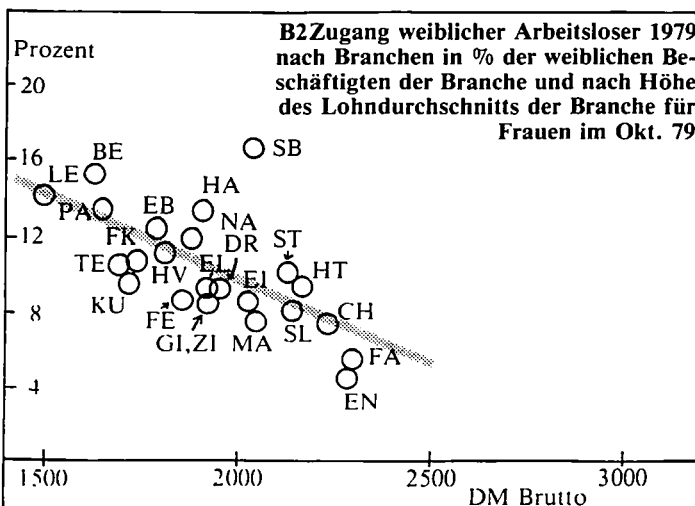 B2Zugang weiblicher Arbeitsloser 1979
nach Branchen in % der weiblichen Be-
schäftigten der Branche und nach Höhe
des Lohndurchschnitts der Branche für
Frauen im Okt. 79
Prozent
20
16
12
8
4
BE
SB
LE
HA
PA
EB
NA
FK
DR
ST
TE
HV
EL
EI
HT
KU
FE
GI,ZI
MA
SL
CH
FA
EN
1500 2000 2500 3000
DM Brutto